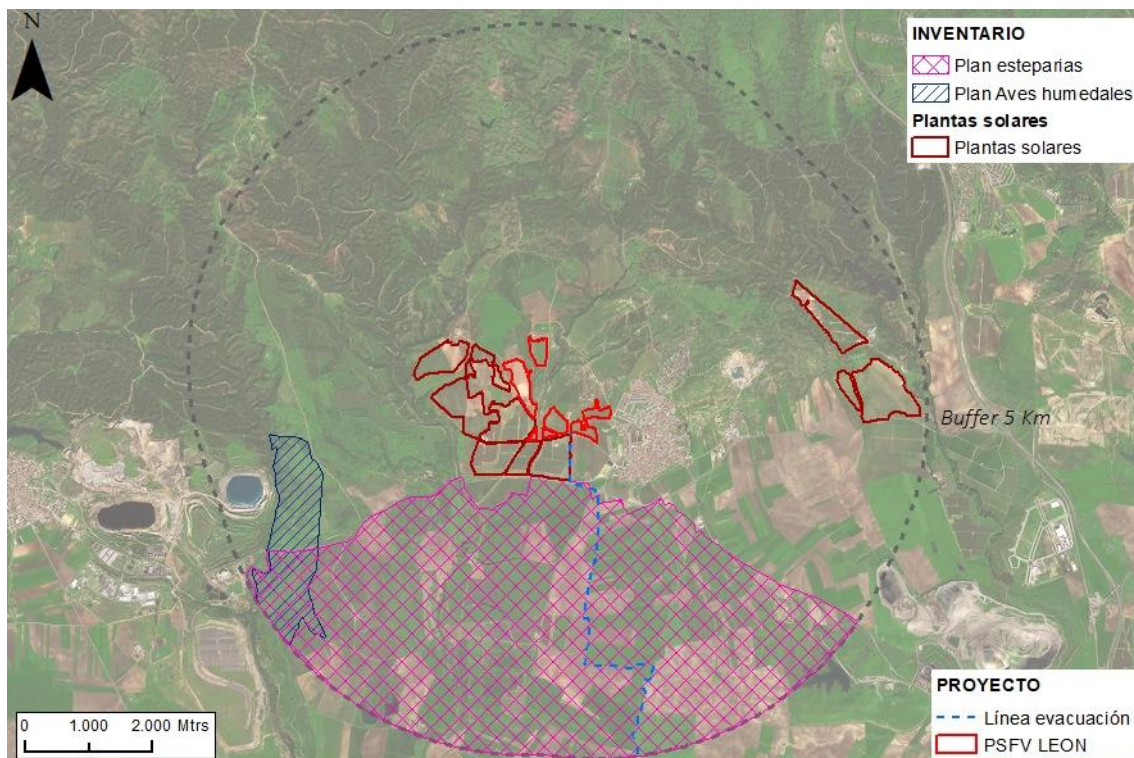 N
INVENTARIO
Plan esteparias
Plan Aves humedales
Plantas solares
Plantas solares
Buffer 5 Km
0 1.000 2.000 Mtrs
PROYECTO
Línea evacuación
PSFV LEON